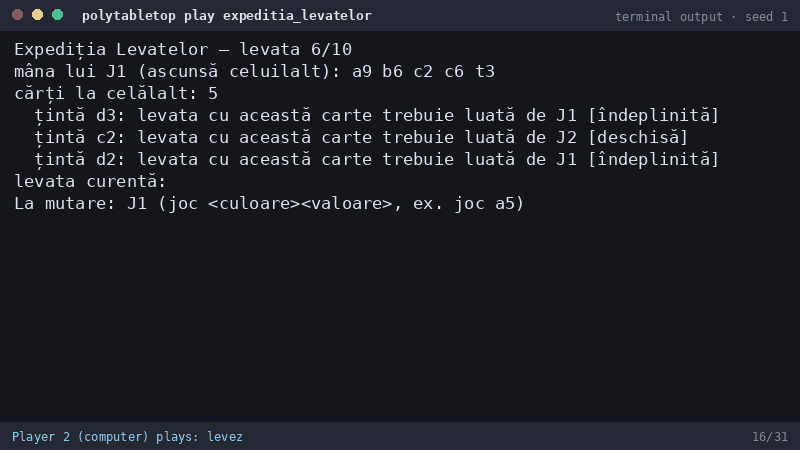 polytabletop play expeditia_levatelor
terminal output · seed 1
Expediția Levatelor — levata 6/10
mâna lui J1 (ascunsă celuilalt): a9 b6 c2 c6 t3
cărți la celălalt: 5
țintă d3: levata cu această carte trebuie luată de J1 [îndeplinită]
țintă c2: levata cu această carte trebuie luată de J2 [deschisă]
țintă d2: levata cu această carte trebuie luată de J1 [îndeplinită]
levata curentă:
La mutare: J1 (joc <culoare><valoare>, ex. joc a5)
Player 2 (computer) plays: levez
16/31